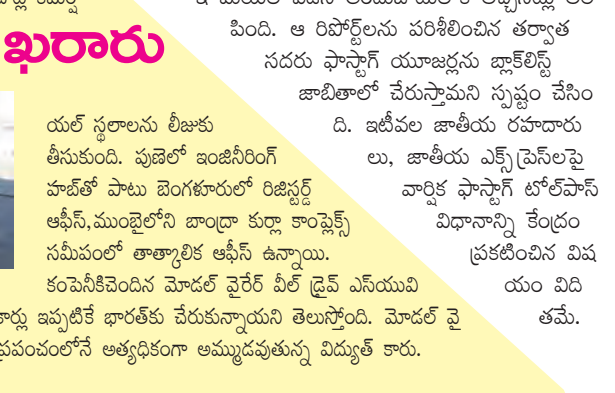 ఖరారు
యల్ స్థలాలను లీజుకు
తీసుకుంది. పుణెలో ఇంజినీరింగ్
హబ్‌తో పాటు బెంగళూరులో రిజిస్టర్డ్
ఆఫీస్,ముంబైలోని బాంద్రా కుర్లా కాంప్లెక్స్
సమీపంలో తాత్కాలిక ఆఫీస్ ఉన్నాయి.
కంపెనీకిచెందిన మోడల్ వైరేర్ వీల్ డ్రైవ్ ఎస్‌యువి
కార్లు ఇప్పటికే భారత్‌కు చేరుకున్నాయని తెలుస్తోంది. మోడల్ వై
ప్రపంచంలోనే అత్యధికంగా అమ్ముడవుతున్న విద్యుత్ కారు.
పింది. ఆ రిపోర్ట్‌లను పరిశీలించిన తర్వాత
సదరు ఫాస్టాగ్ యూజర్లను బ్లాక్‌లిస్ట్
జాబితాలో చేరుస్తామని స్పష్టం చేసిం
ది. ఇటీవల జాతీయ రహదారు
లు, జాతీయ ఎక్స్‌ప్రెస్‌లపై
వార్షిక ఫాస్టాగ్ టోల్‌పాస్
విధానాన్ని కేంద్రం
ప్రకటించిన విష
యం విది
తమే.